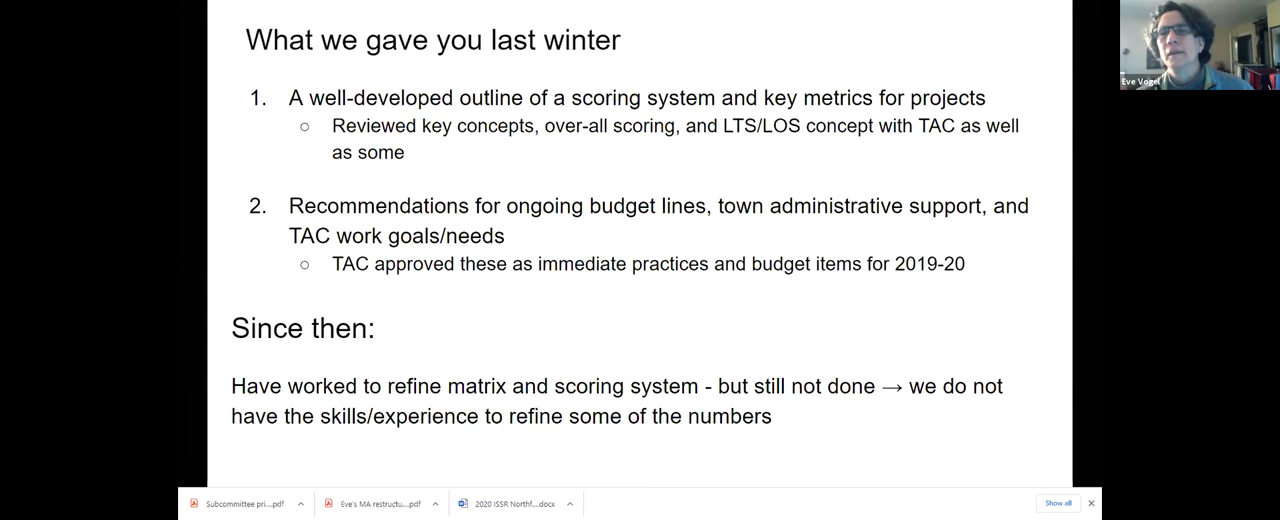 What we gave you last winter
1. A well-developed outline of a scoring system and key metrics for projects
○ Reviewed key concepts, over-all scoring, and LTS/LOS concept with TAC as well
as some
2. Recommendations for ongoing budget lines, town administrative support, and
TAC work goals/needs
○ TAC approved these as immediate practices and budget items for 2019-20
Since then:
Have worked to refine matrix and scoring system - but still not done → we do not
have the skills/experience to refine some of the numbers
Eve Vogel
Subcommittee pri....pdf
Eve's MA restructu....pdf
2020 ISSR Northf....docx
Show all